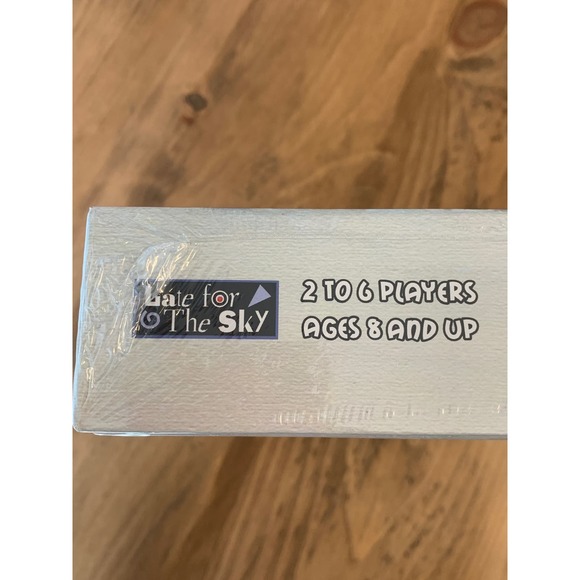 Late for
The Sky
2 TO 6 PLAYERS
AGES 8 AND UP